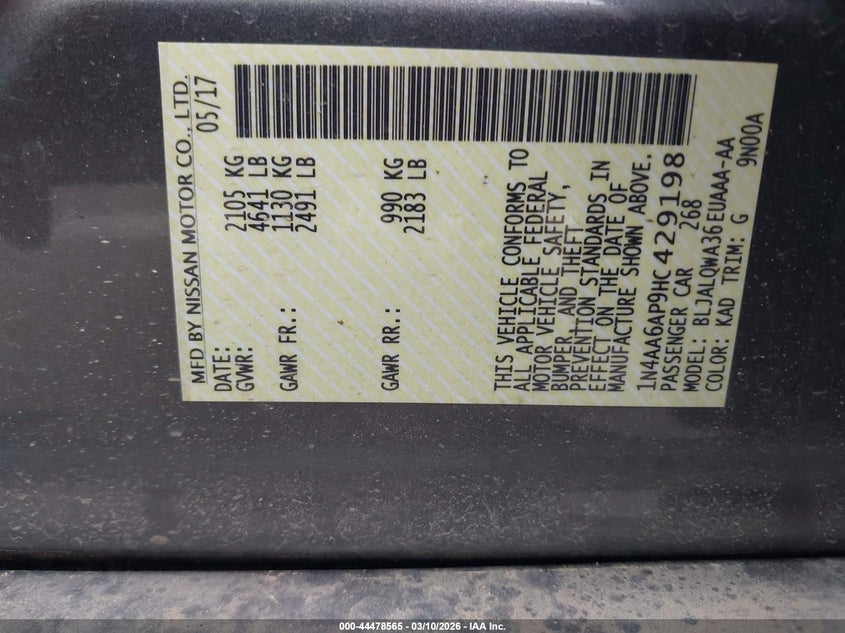 MFD BY NISSAN MOTOR CO., LTD.
DATE: 05/17
GVWR: 2105 KG
4641 LB
GAWR FR.: 1130 KG
2491 LB
GAWR RR.: 990 KG
2183 LB
THIS VEHICLE CONFORMS TO
ALL APPLICABLE FEDERAL
MOTOR VEHICLE SAFETY,
BUMPER, AND THEFT
PREVENTION STANDARDS IN
EFFECT ON THE DATE OF
MANUFACTURE SHOWN ABOVE.
1N4AA6AP9HC429198
PASSENGER CAR 268
MODEL: BLJALQWA36EUAAA-AA
COLOR: KAD TRIM: G 9N00A
000-44478565 — 03/10/2026 — IAA Inc.